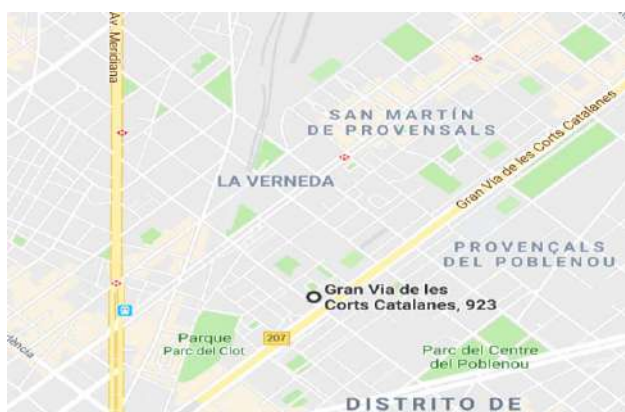 Av. Meridiana
SAN MARTÍN
DE PROVENSALS
Gran Via de les Corts Catalanes
LA VERNEDA
PROVENÇALS
DEL POBLENOU
Gran Via de les
Corts Catalanes, 923
207
Parque
Parc del Clot
Parc del Centre
del Poblenou
DISTRITO DE